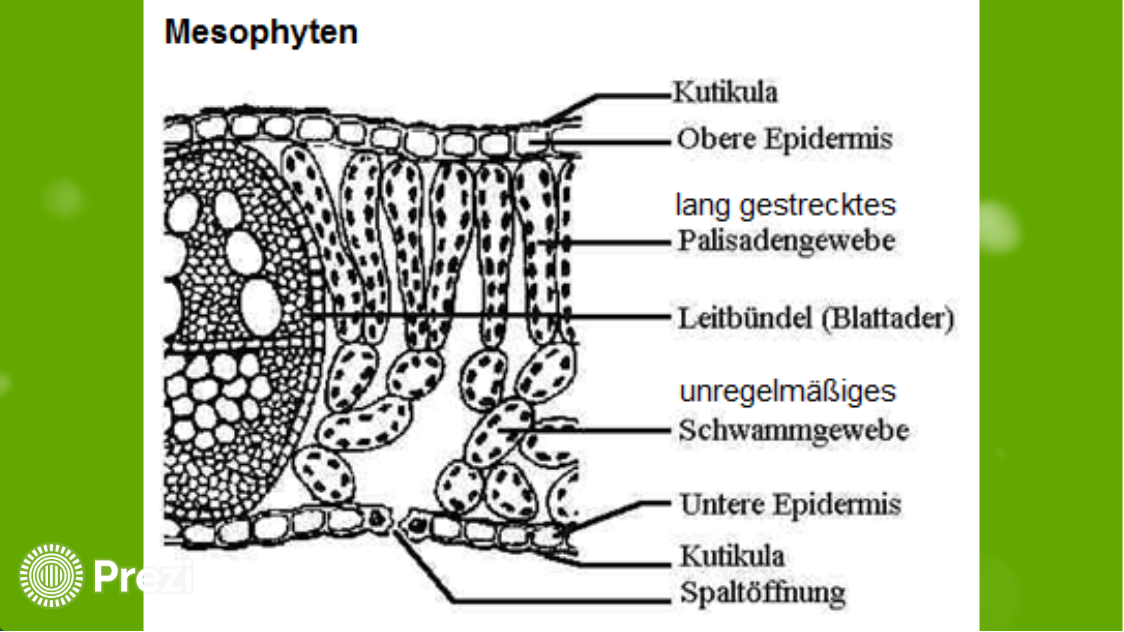 Mesophyten
Kutikula
Obere Epidermis
lang gestrecktes
Palisadengewebe
Leitbündel (Blattader)
unregelmäßiges
Schwammgewebe
Untere Epidermis
Kutikula
Spaltöffnung
Prezi